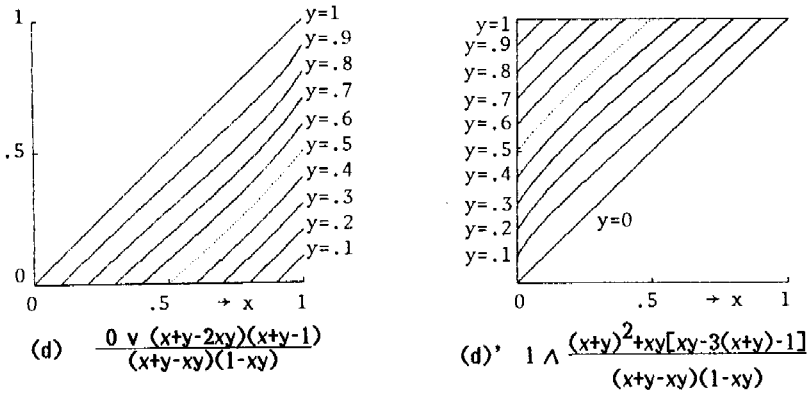 1
.5
0
0
.5
→ x
1
y=1
y=.9
y=.8
y=.7
y=.6
y=.5
y=.4
y=.3
y=.2
y=.1
(d) 0 ∨ (x+y-2xy)(x+y-1)
(x+y-xy)(1-xy)
y=1
y=.9
y=.8
y=.7
y=.6
y=.5
y=.4
y=.3
y=.2
y=.1
y=0
0
.5
→ x
1
(d)' 1 ∧ (x+y)²+xy[xy-3(x+y)-1]
(x+y-xy)(1-xy)